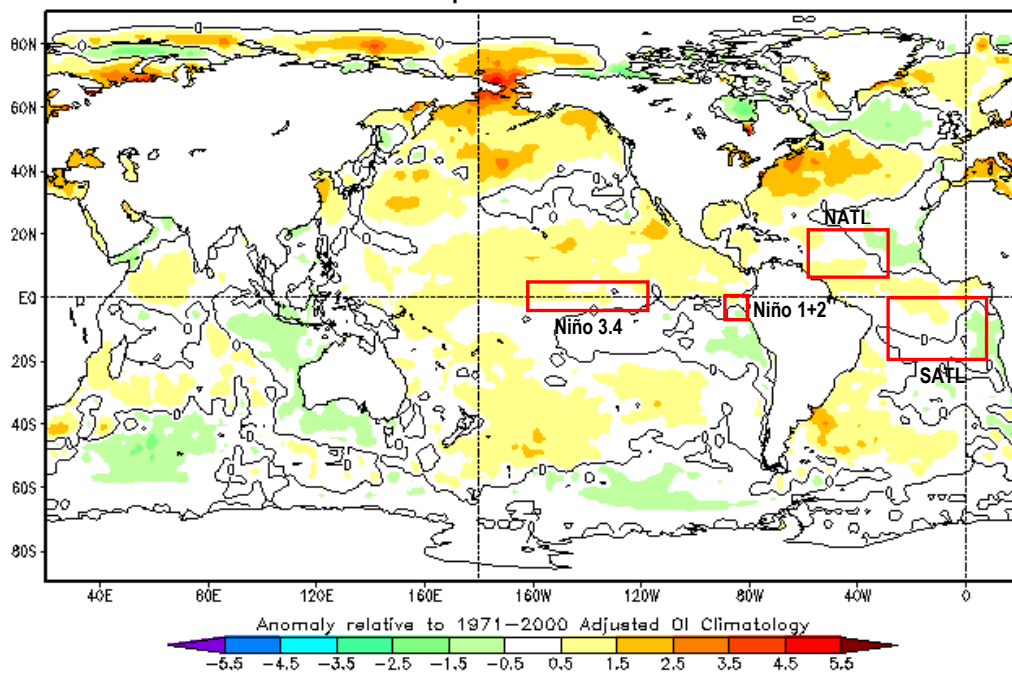 80N
60N
40N
20N
EQ
20S
40S
60S
80S
NATL
Niño 3.4
Niño 1+2
SATL
40E 80E 120E 160E 160W 120W 80W 40W 0
Anomaly relative to 1971-2000 Adjusted OI Climatology
-5.5 -4.5 -3.5 -2.5 -1.5 -0.5 0.5 1.5 2.5 3.5 4.5 5.5